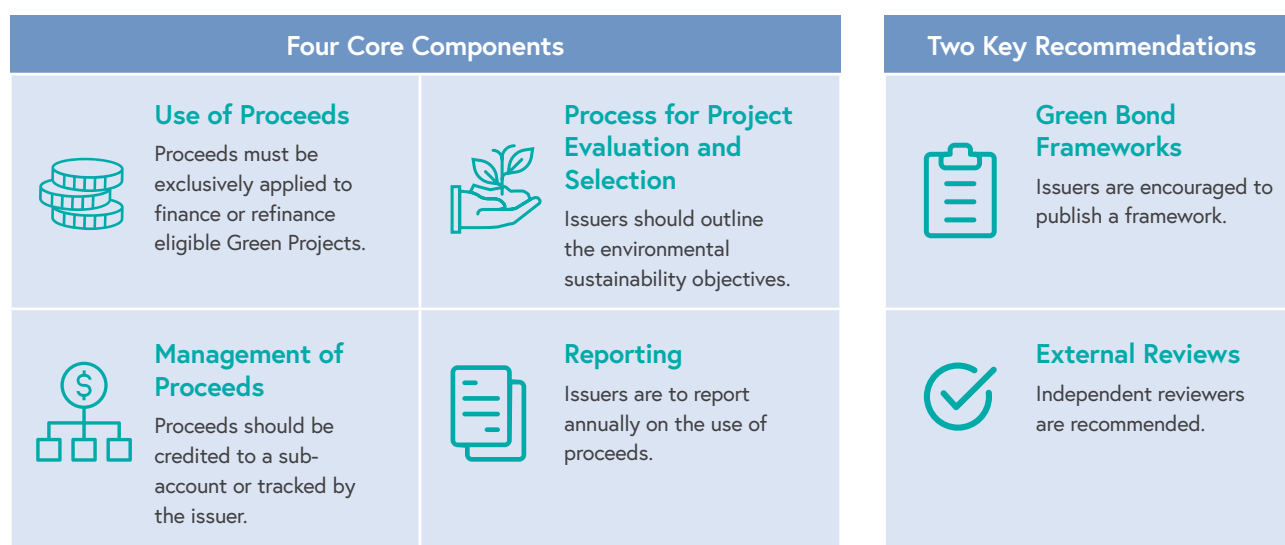 Four Core Components
Use of Proceeds
Proceeds must be
exclusively applied to
finance or refinance
eligible Green Projects.
Process for Project
Evaluation and
Selection
Issuers should outline
the environmental
sustainability objectives.
$
Management of
Proceeds
Proceeds should be
credited to a sub-
account or tracked by
the issuer.
Reporting
Issuers are to report
annually on the use of
proceeds.
Two Key Recommendations
Green Bond
Frameworks
Issuers are encouraged to
publish a framework.
External Reviews
Independent reviewers
are recommended.